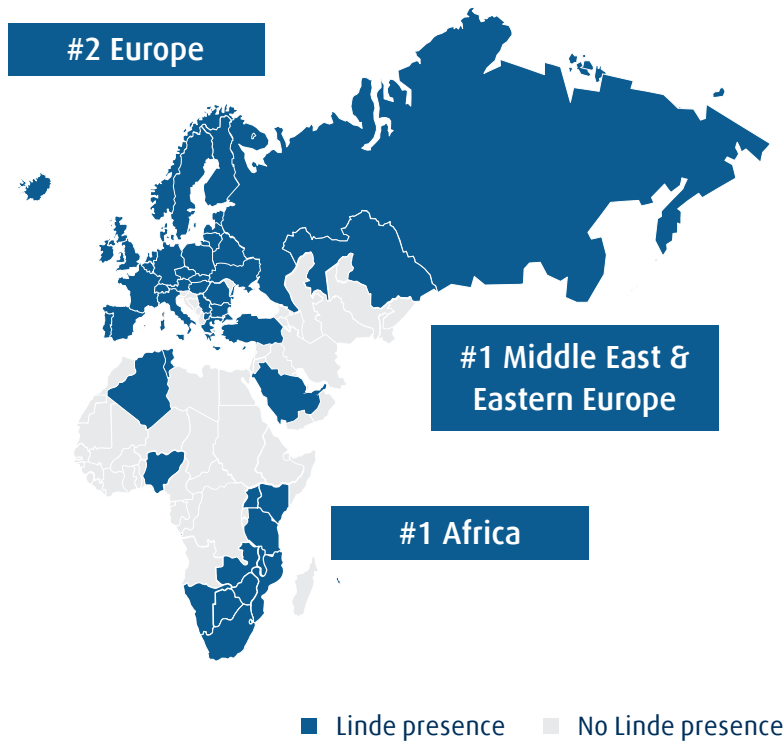 #2 Europe
#1 Middle East &
Eastern Europe
#1 Africa
Linde presence
No Linde presence